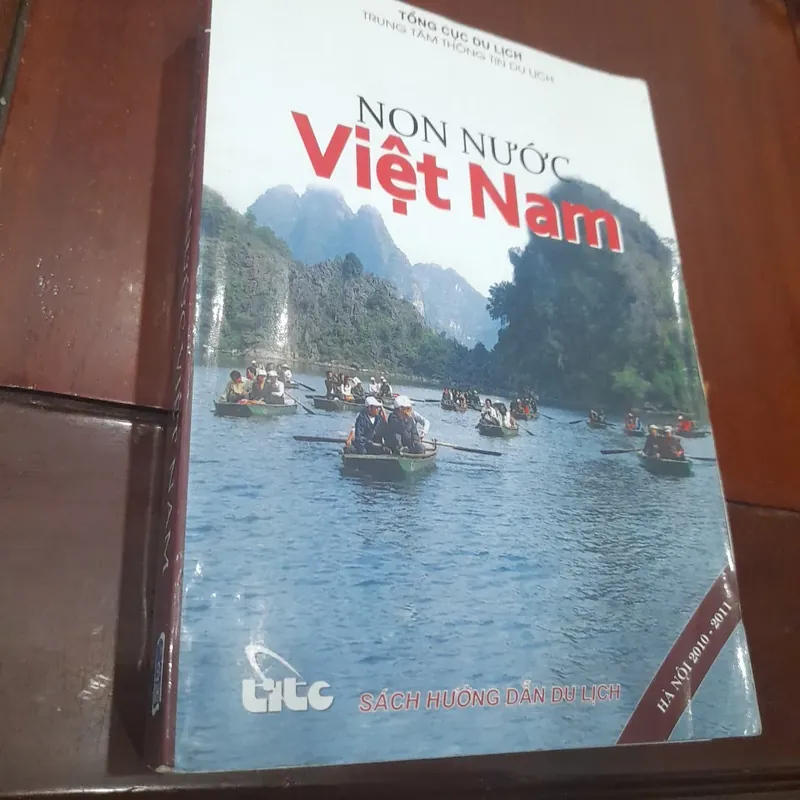 TỔNG CỤC DU LỊCH
TRUNG TÂM THÔNG TIN DU LỊCH
NON NƯỚC
Việt Nam
titc
SÁCH HƯỚNG DẪN DU LỊCH
HÀ NỘI 2010 - 2011